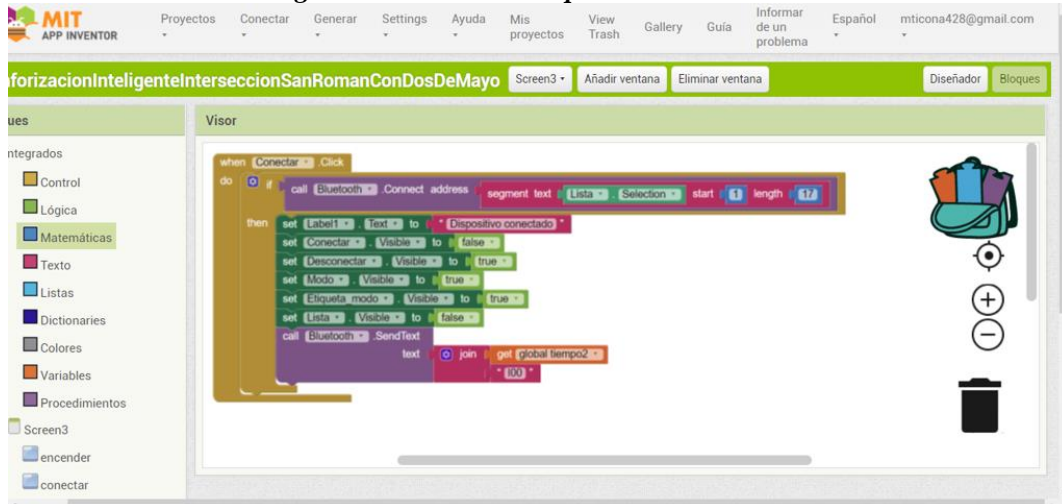 MIT
APP INVENTOR
Proyectos
Conectar
Generar
Settings
Ayuda
Mis proyectos
View Trash
Gallery
Guía
Informar de un problema
Español
mticona428@gmail.com
forizacionInteligenteInterseccionSanRomanConDosDeMayo
Screen3
Añadir ventana
Eliminar ventana
Diseñador
Bloques
ues
Visor
ntegrados
Control
Lógica
Matemáticas
Texto
Listas
Dictionaries
Colores
Variables
Procedimientos
Screen3
encender
conectar
when Conectar .Click
do if call Bluetooth .Connect address segment text Lista . Selection start 1 length 17
then set Label1 . Text to " Dispositivo conectado "
set Conectar . Visible to false
set Desconectar . Visible to true
set Modo . Visible to true
set Etiqueta_modo . Visible to true
set Lista . Visible to false
call Bluetooth .SendText
text join get global tiempo2